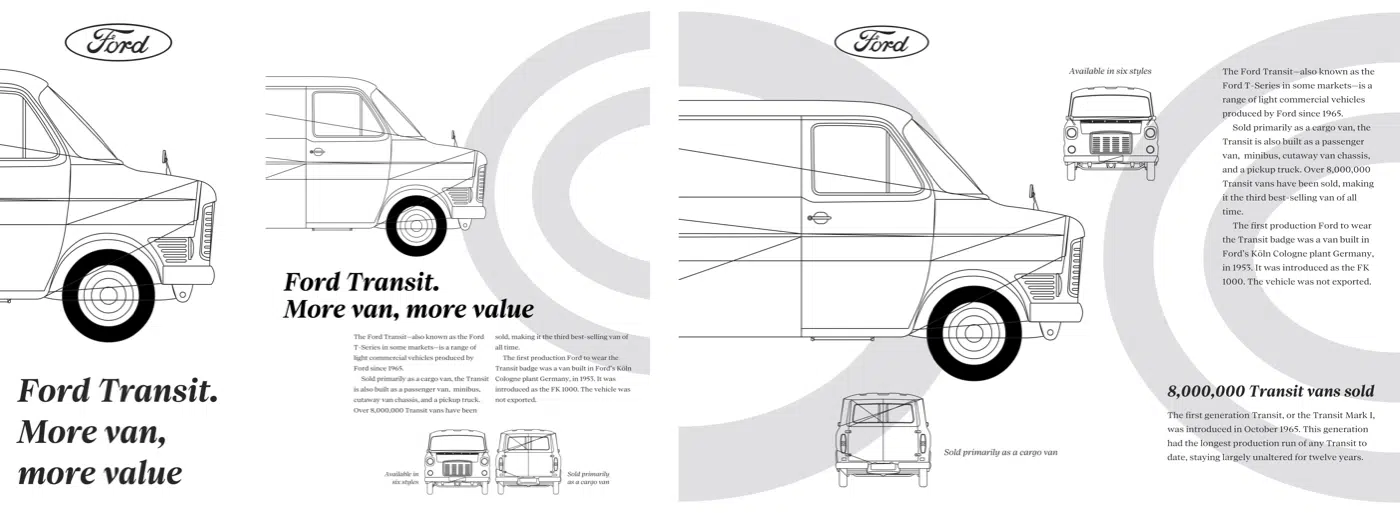 Ford
Ford Transit.
More van,
more value
Ford Transit.
More van, more value
The Ford Transit—also known as the Ford
T-Series in some markets—is a range of
light commercial vehicles produced by
Ford since 1965.
Sold primarily as a cargo van, the Transit
is also built as a passenger van, minibus,
cutaway van chassis, and a pickup truck.
Over 8,000,000 Transit vans have been
sold, making it the third best-selling van of
all time.
The first production Ford to wear the
Transit badge was a van built in Ford's Köln
Cologne plant Germany, in 1953. It was
introduced as the FK 1000. The vehicle was
not exported.
Available in
six styles
Sold primarily
as a cargo van
Ford
Available in six styles
The Ford Transit—also known as the
Ford T-Series in some markets—is a
range of light commercial vehicles
produced by Ford since 1965.
Sold primarily as a cargo van, the
Transit is also built as a passenger
van, minibus, cutaway van chassis,
and a pickup truck. Over 8,000,000
Transit vans have been sold, making
it the third best-selling van of all
time.
The first production Ford to wear
the Transit badge was a van built in
Ford's Köln Cologne plant Germany,
in 1953. It was introduced as the FK
1000. The vehicle was not exported.
Sold primarily as a cargo van
8,000,000 Transit vans sold
The first generation Transit, or the Transit Mark I,
was introduced in October 1965. This generation
had the longest production run of any Transit to
date, staying largely unaltered for twelve years.